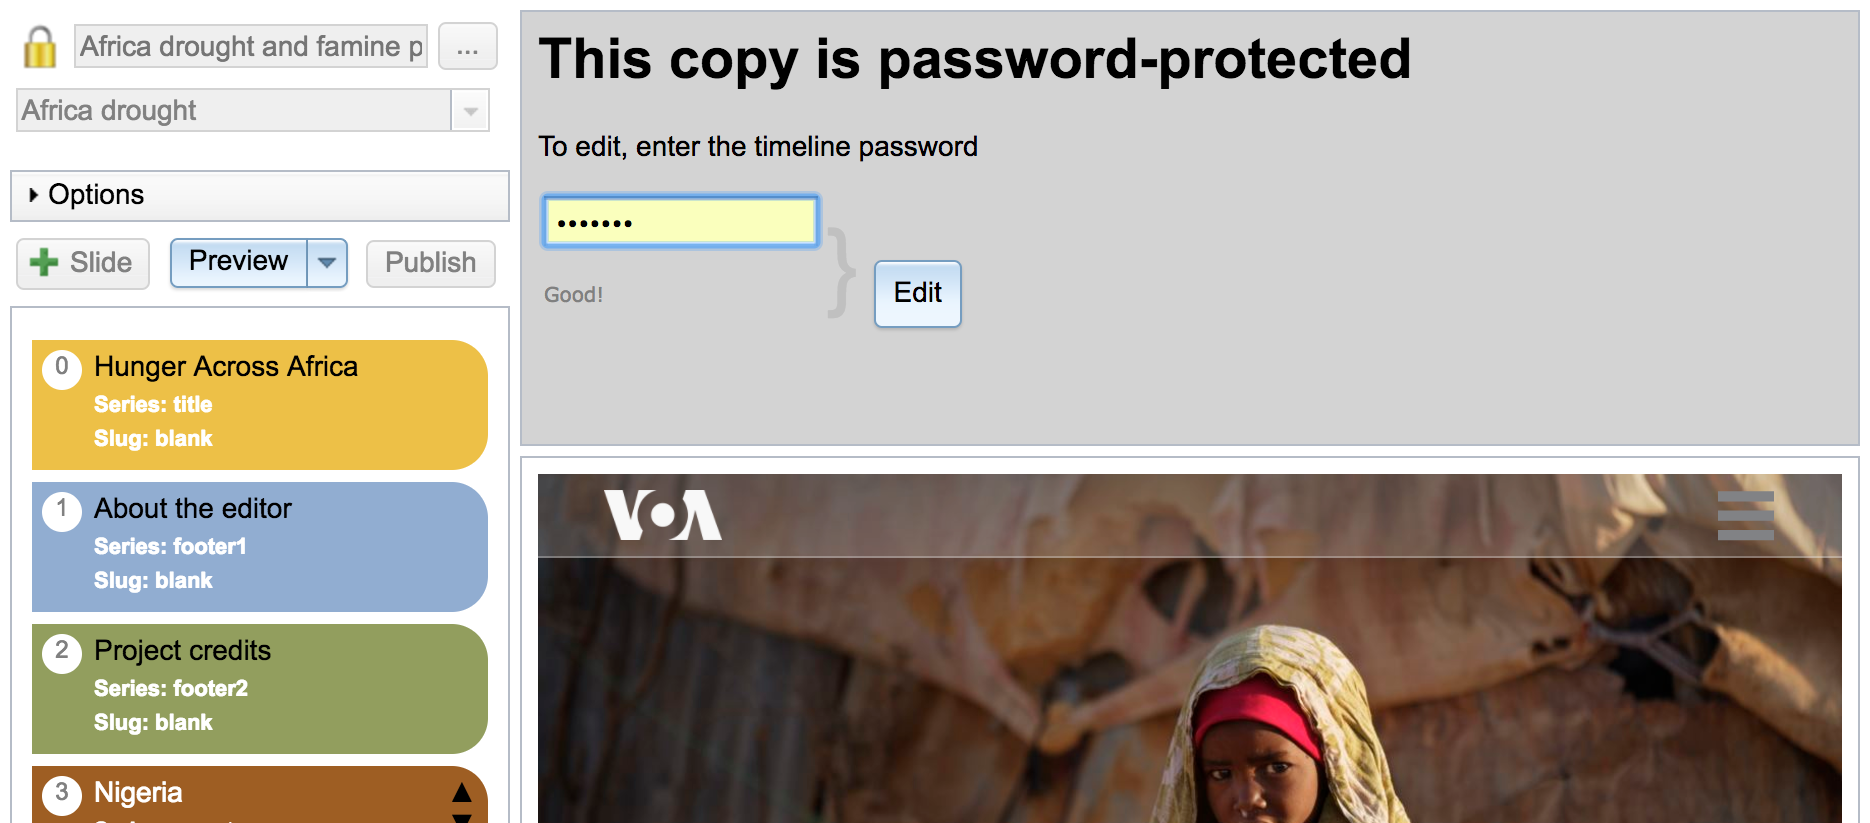 Africa drought and famine p
...
Africa drought
Options
Slide
Preview
Publish
0
Hunger Across Africa
Series: title
Slug: blank
1
About the editor
Series: footer1
Slug: blank
2
Project credits
Series: footer2
Slug: blank
3
Nigeria
This copy is password-protected
To edit, enter the timeline password
•••••••
Good!
}
Edit
VOA